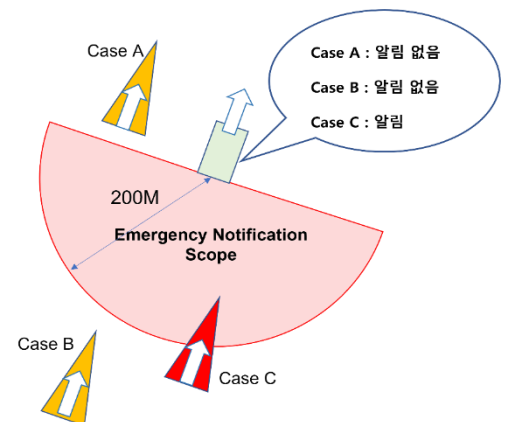 Case A
Case A : 알림 없음
Case B : 알림 없음
Case C : 알림
200M
Emergency Notification
Scope
Case B
Case C